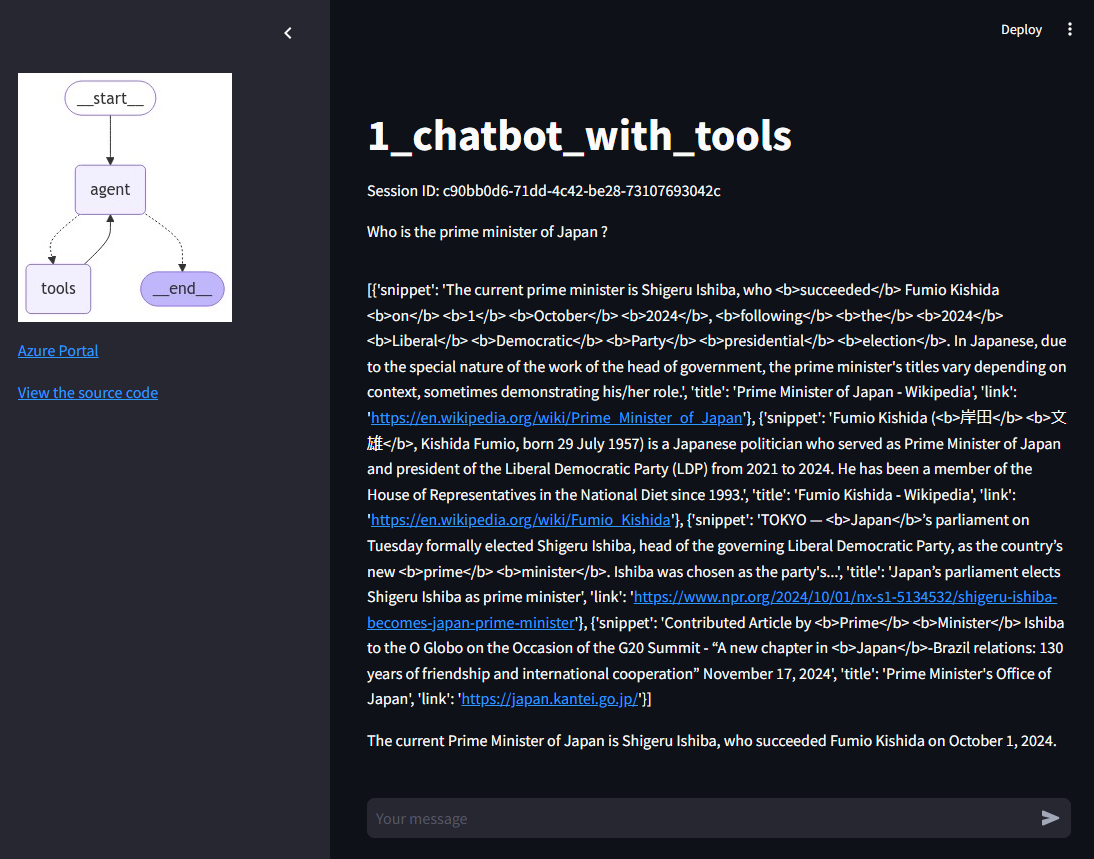 Deploy
__start__
agent
tools
__end__
Azure Portal
View the source code
1_chatbot_with_tools
Session ID: c90bb0d6-71dd-4c42-be28-73107693042c
Who is the prime minister of Japan ?
[{'snippet': 'The current prime minister is Shigeru Ishiba, who <b>succeeded</b> Fumio Kishida
<b>on</b> <b>1</b> <b>October</b> <b>2024</b>, <b>following</b> <b>the</b> <b>2024</b>
<b>Liberal</b> <b>Democratic</b> <b>Party</b> <b>presidential</b> <b>election</b>. In Japanese, due
to the special nature of the work of the head of government, the prime minister's titles vary depending on
context, sometimes demonstrating his/her role.', 'title': 'Prime Minister of Japan - Wikipedia', 'link':
'https://en.wikipedia.org/wiki/Prime_Minister_of_Japan'}, {'snippet': 'Fumio Kishida (<b>岸田</b> <b>文
雄</b>, Kishida Fumio, born 29 July 1957) is a Japanese politician who served as Prime Minister of Japan
and president of the Liberal Democratic Party (LDP) from 2021 to 2024. He has been a member of the
House of Representatives in the National Diet since 1993.', 'title': 'Fumio Kishida - Wikipedia', 'link':
'https://en.wikipedia.org/wiki/Fumio_Kishida'}, {'snippet': 'TOKYO — <b>Japan</b>’s parliament on
Tuesday formally elected Shigeru Ishiba, head of the governing Liberal Democratic Party, as the country’s
new <b>prime</b> <b>minister</b>. Ishiba was chosen as the party's...', 'title': 'Japan’s parliament elects
Shigeru Ishiba as prime minister', 'link': 'https://www.npr.org/2024/10/01/nx-s1-5134532/shigeru-ishiba-
becomes-japan-prime-minister'}, {'snippet': 'Contributed Article by <b>Prime</b> <b>Minister</b> Ishiba
to the O Globo on the Occasion of the G20 Summit - “A new chapter in <b>Japan</b>-Brazil relations: 130
years of friendship and international cooperation” November 17, 2024', 'title': 'Prime Minister's Office of
Japan', 'link': 'https://japan.kantei.go.jp/'}]
The current Prime Minister of Japan is Shigeru Ishiba, who succeeded Fumio Kishida on October 1, 2024.
Your message